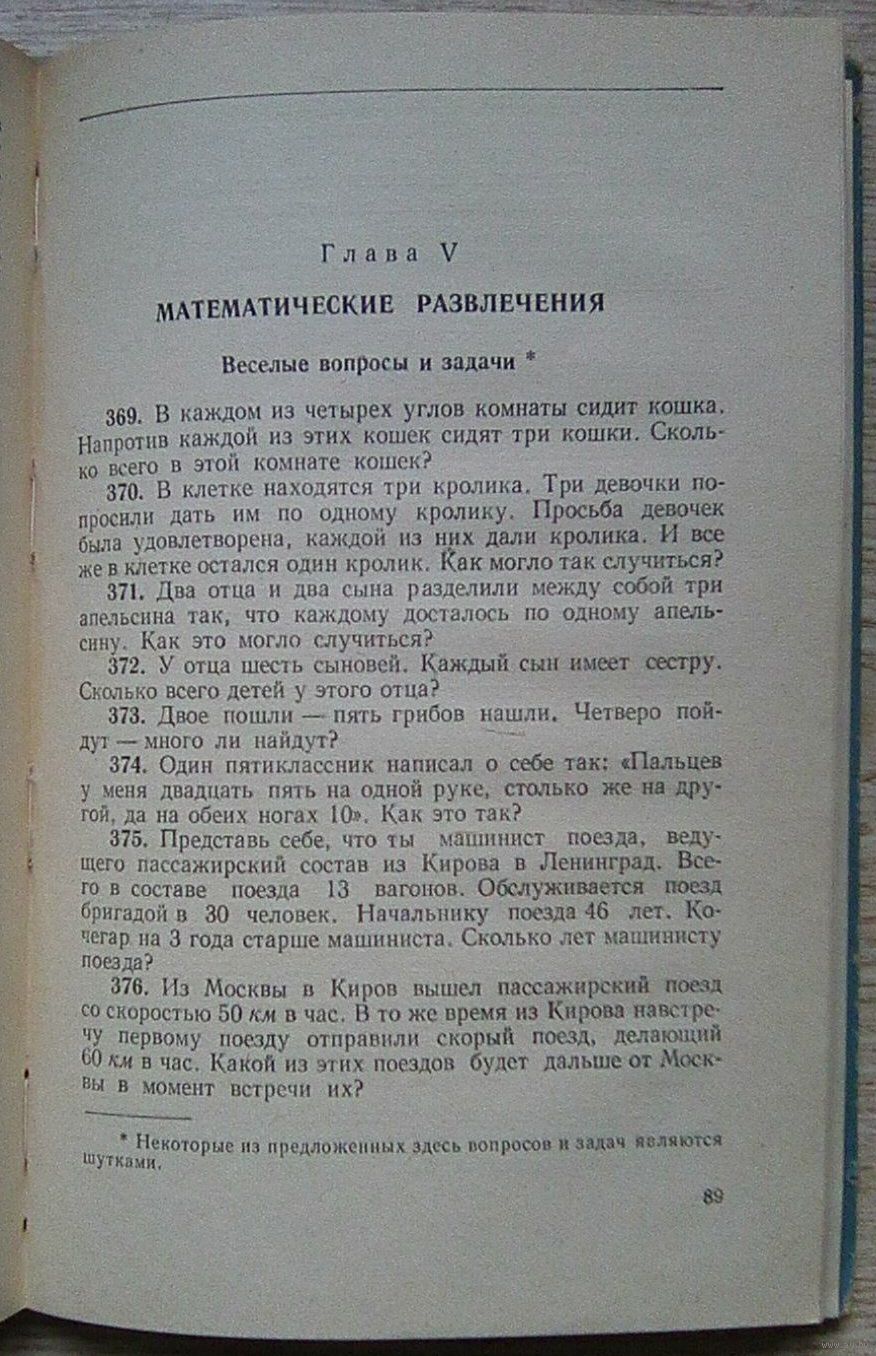 Глава V
МАТЕМАТИЧЕСКИЕ РАЗВЛЕЧЕНИЯ
Веселые вопросы и задачи *
369. В каждом из четырех углов комнаты сидит кошка.
Напротив каждой из этих кошек сидят три кошки. Сколь-
ко всего в этой комнате кошек?
370. В клетке находятся три кролика. Три девочки по-
просили дать им по одному кролику. Просьба девочек
была удовлетворена, каждой из них дали кролика. И все
же в клетке остался один кролик. Как могло так случиться?
371. Два отца и два сына разделили между собой три
апельсина так, что каждому досталось по одному апель-
сину. Как это могло случиться?
372. У отца шесть сыновей. Каждый сын имеет сестру.
Сколько всего детей у этого отца?
373. Двое пошли — пять грибов нашли. Четверо пой-
дут — много ли найдут?
374. Один пятиклассник написал о себе так: «Пальцев
у меня двадцать пять на одной руке, столько же на дру-
гой, да на обеих ногах 10». Как это так?
375. Представь себе, что ты машинист поезда, веду-
щего пассажирский состав из Кирова в Ленинград. Все-
го в составе поезда 13 вагонов. Обслуживается поезд
бригадой в 30 человек. Начальнику поезда 46 лет. Ко-
чегар на 3 года старше машиниста. Сколько лет машинисту
поезда?
376. Из Москвы в Киров вышел пассажирский поезд
со скоростью 50 км в час. В то же время из Кирова навстре-
чу первому поезду отправили скорый поезд, делающий
60 км в час. Какой из этих поездов будет дальше от Моск-
вы в момент встречи их?
* Некоторые из предложенных здесь вопросов и задач являются
шутками.
89